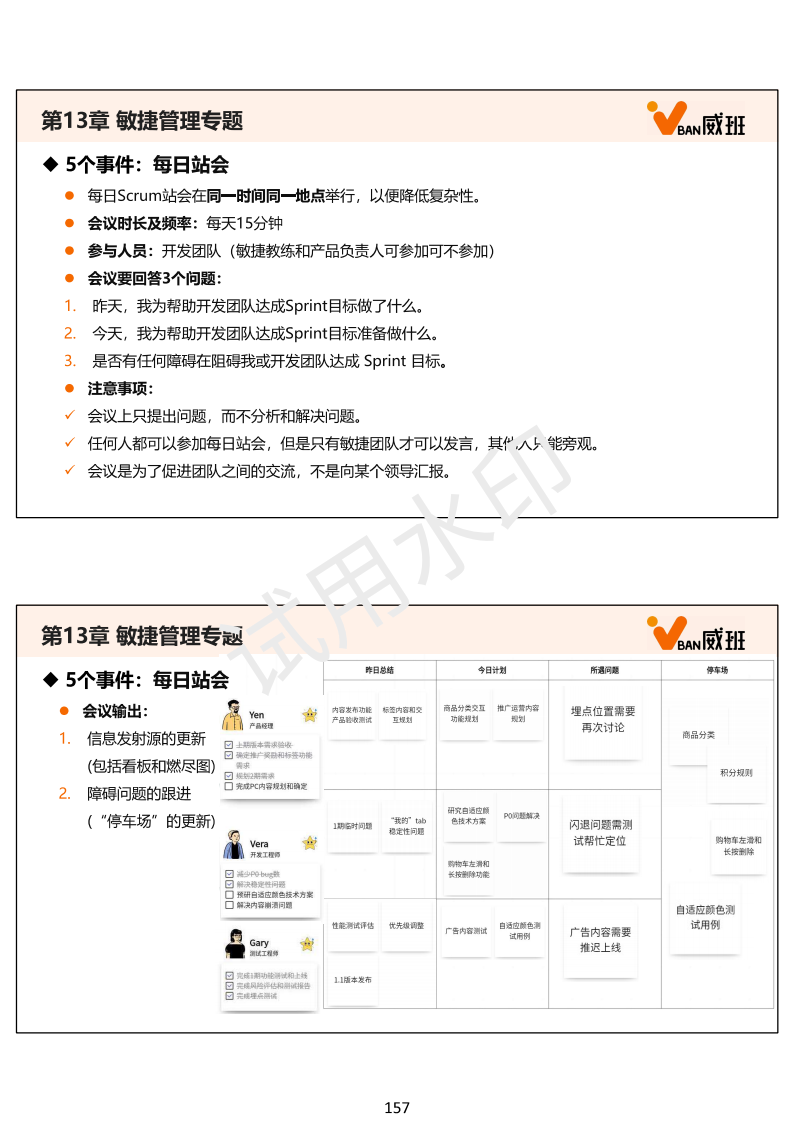 第13章 敏捷管理专题
VBAN威班
◆ 5个事件：每日站会
● 每日Scrum站会在同一时间同一地点举行，以便降低复杂性。
● 会议时长及频率：每天15分钟
● 参与人员：开发团队（敏捷教练和产品负责人可参加可不参加）
● 会议要回答3个问题：
1. 昨天，我为帮助开发团队达成Sprint目标做了什么。
2. 今天，我为帮助开发团队达成Sprint目标准备做什么。
3. 是否有任何障碍在阻碍我或开发团队达成 Sprint 目标。
● 注意事项：
✓ 会议上只提出问题，而不分析和解决问题。
✓ 任何人都可以参加每日站会，但是只有敏捷团队才可以发言，其他人只能旁观。
✓ 会议是为了促进团队之间的交流，不是向某个领导汇报。
试用水印
第13章 敏捷管理专题
VBAN威班
◆ 5个事件：每日站会
● 会议输出：
1. 信息发射源的更新
(包括看板和燃尽图)
2. 障碍问题的跟进
(“停车场”的更新)
昨日总结 今日计划 所遇问题 停车场
Yen
产品经理
上期版本需求验收
确定推广奖励和标签功能
需求
规划2期需求
完成PC内容规划和确定
内容发布功能
产品验收测试
标签内容和交
互规划
商品分类交互
功能规划
推广运营内容
规划
埋点位置需要
再次讨论
商品分类
积分规则
Vera
开发工程师
减少P0 bug数
解决稳定性问题
预研自适应颜色技术方案
解决内容崩溃问题
1期临时问题
“我的”tab
稳定性问题
研究自适应颜
色技术方案
P0问题解决
购物车左滑和
长按删除功能
闪退问题需测
试帮忙定位
购物车左滑和
长按删除
Gary
测试工程师
完成1期功能测试和上线
完成风险评估和测试报告
完成埋点测试
性能测试评估
优先级调整
1.1版本发布
广告内容测试
自适应颜色测
试用例
广告内容需要
推迟上线
自适应颜色测
试用例
157